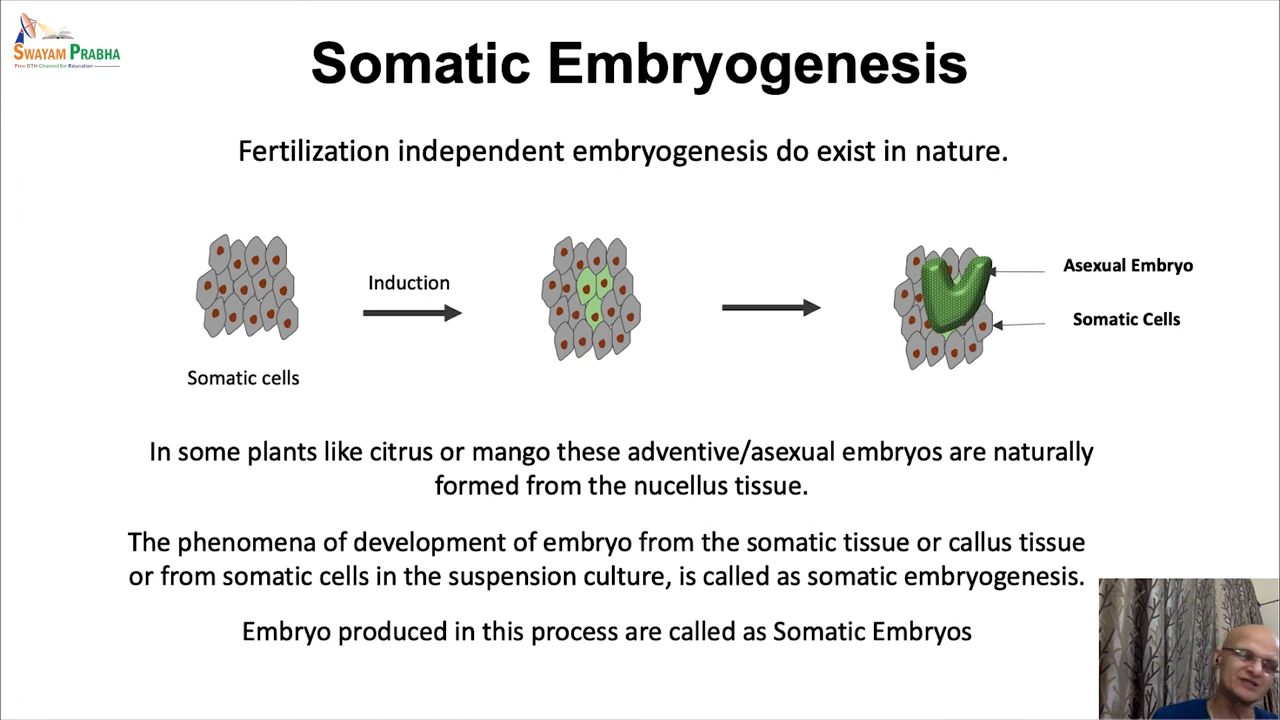 SWAYAM PRABHA
Free DTH Channel for Education
Somatic Embryogenesis
Fertilization independent embryogenesis do exist in nature.
Induction
Somatic cells
Asexual Embryo
Somatic Cells
In some plants like citrus or mango these adventive/asexual embryos are naturally
formed from the nucellus tissue.
The phenomena of development of embryo from the somatic tissue or callus tissue
or from somatic cells in the suspension culture, is called as somatic embryogenesis.
Embryo produced in this process are called as Somatic Embryos